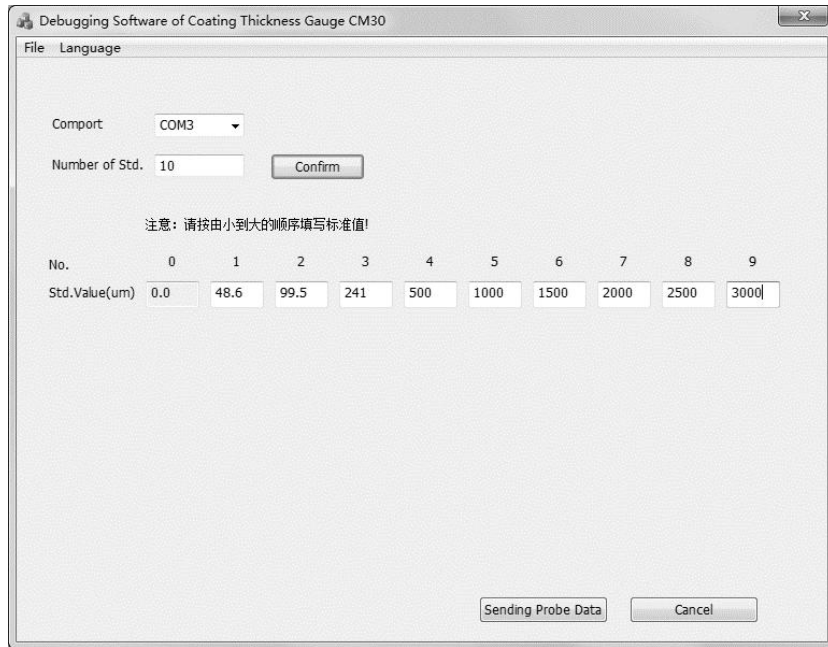 Debugging Software of Coating Thickness Gauge CM30
File Language
Comport COM3
Number of Std. 10 Confirm
注意：请按由小到大的顺序填写标准值!
No. 0 1 2 3 4 5 6 7 8 9
Std.Value(um) 0.0 48.6 99.5 241 500 1000 1500 2000 2500 3000
Sending Probe Data Cancel